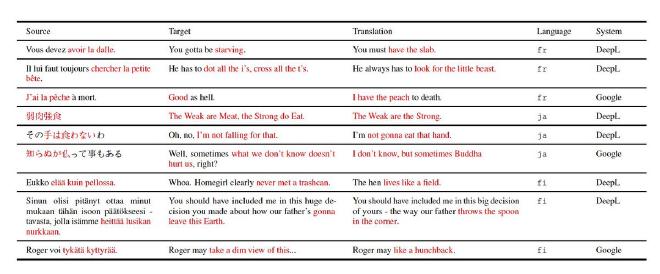 Source Target Translation Language System
Vous devez avoir la dalle. You gotta be starving. You must have the slab. fr DeepL
Il lui faut toujours chercher la petite He has to dot all the i's, cross all the t's. He always has to look for the little beast. fr DeepL
bête.
J'ai la pêche à mort. Good as hell. I have the peach to death. fr Google
弱肉強食 The Weak are Meat, the Strong do Eat. The Weak are the Strong. ja DeepL
その手は食わないわ Oh, no, I'm not falling for that. I'm not gonna eat that hand. ja DeepL
知らぬが仏って事もある Well, sometimes what we don't know doesn't I don't know, but sometimes Buddha ja Google
hurt us, right?
Eukko elää kuin pellossa. Whoa. Homegirl clearly never met a trashcan. The hen lives like a field. fi DeepL
Sinun olisi pitänyt ottaa minut You should have included me in this huge de- You should have included me in this big decision fi DeepL
mukaan tähän isoon päätökseesi - cision you made about how our father's gonna of yours - the way our father throws the spoon
tavasta, jolla isämme heittää lusikan leave this Earth. in the corner.
nurkkaan.
Roger voi tykätä kyttyrää. Roger may take a dim view of this... Roger may like a hunchback. fi Google